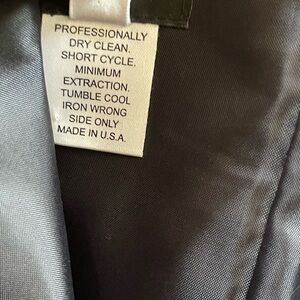 PROFESSIONALLY
DRY CLEAN.
SHORT CYCLE,
MINIMUM
EXTRACTION.
TUMBLE COOL
IRON WRONG
SIDE ONLY
MADE IN U.S.A.